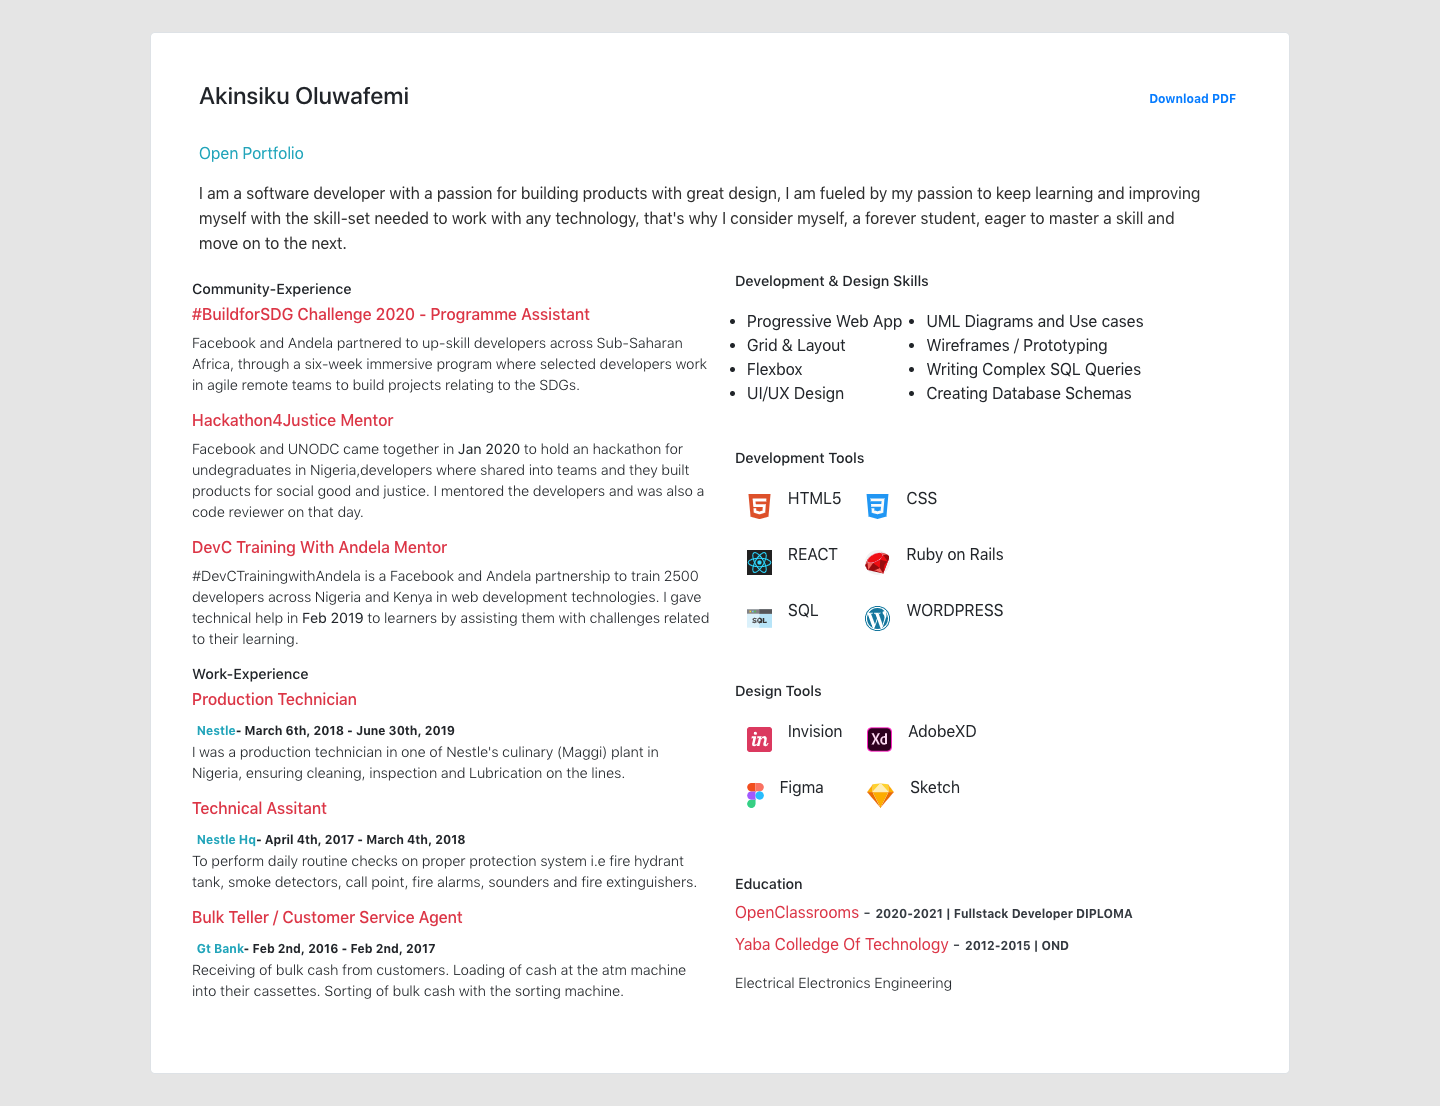 Akinsiku Oluwafemi
Download PDF
Open Portfolio
I am a software developer with a passion for building products with great design, I am fueled by my passion to keep learning and improving
myself with the skill-set needed to work with any technology, that's why I consider myself, a forever student, eager to master a skill and
move on to the next.
Community-Experience
#BuildforSDG Challenge 2020 - Programme Assistant
Facebook and Andela partnered to up-skill developers across Sub-Saharan
Africa, through a six-week immersive program where selected developers work
in agile remote teams to build projects relating to the SDGs.
Hackathon4Justice Mentor
Facebook and UNODC came together in Jan 2020 to hold an hackathon for
undegraduates in Nigeria,developers where shared into teams and they built
products for social good and justice. I mentored the developers and was also a
code reviewer on that day.
DevC Training With Andela Mentor
#DevCTrainingwithAndela is a Facebook and Andela partnership to train 2500
developers across Nigeria and Kenya in web development technologies. I gave
technical help in Feb 2019 to learners by assisting them with challenges related
to their learning.
Work-Experience
Production Technician
Nestle- March 6th, 2018 - June 30th, 2019
I was a production technician in one of Nestle's culinary (Maggi) plant in
Nigeria, ensuring cleaning, inspection and Lubrication on the lines.
Technical Assitant
Nestle Hq- April 4th, 2017 - March 4th, 2018
To perform daily routine checks on proper protection system i.e fire hydrant
tank, smoke detectors, call point, fire alarms, sounders and fire extinguishers.
Bulk Teller / Customer Service Agent
Gt Bank- Feb 2nd, 2016 - Feb 2nd, 2017
Receiving of bulk cash from customers. Loading of cash at the atm machine
into their cassettes. Sorting of bulk cash with the sorting machine.
Development & Design Skills
• Progressive Web App • UML Diagrams and Use cases
• Grid & Layout • Wireframes / Prototyping
• Flexbox • Writing Complex SQL Queries
• UI/UX Design • Creating Database Schemas
Development Tools
5 HTML5 3 CSS
REACT Ruby on Rails
SQL SQL W WORDPRESS
Design Tools
in Invision Xd AdobeXD
Figma Sketch
Education
OpenClassrooms - 2020-2021 | Fullstack Developer DIPLOMA
Yaba Colledge Of Technology - 2012-2015 | OND
Electrical Electronics Engineering